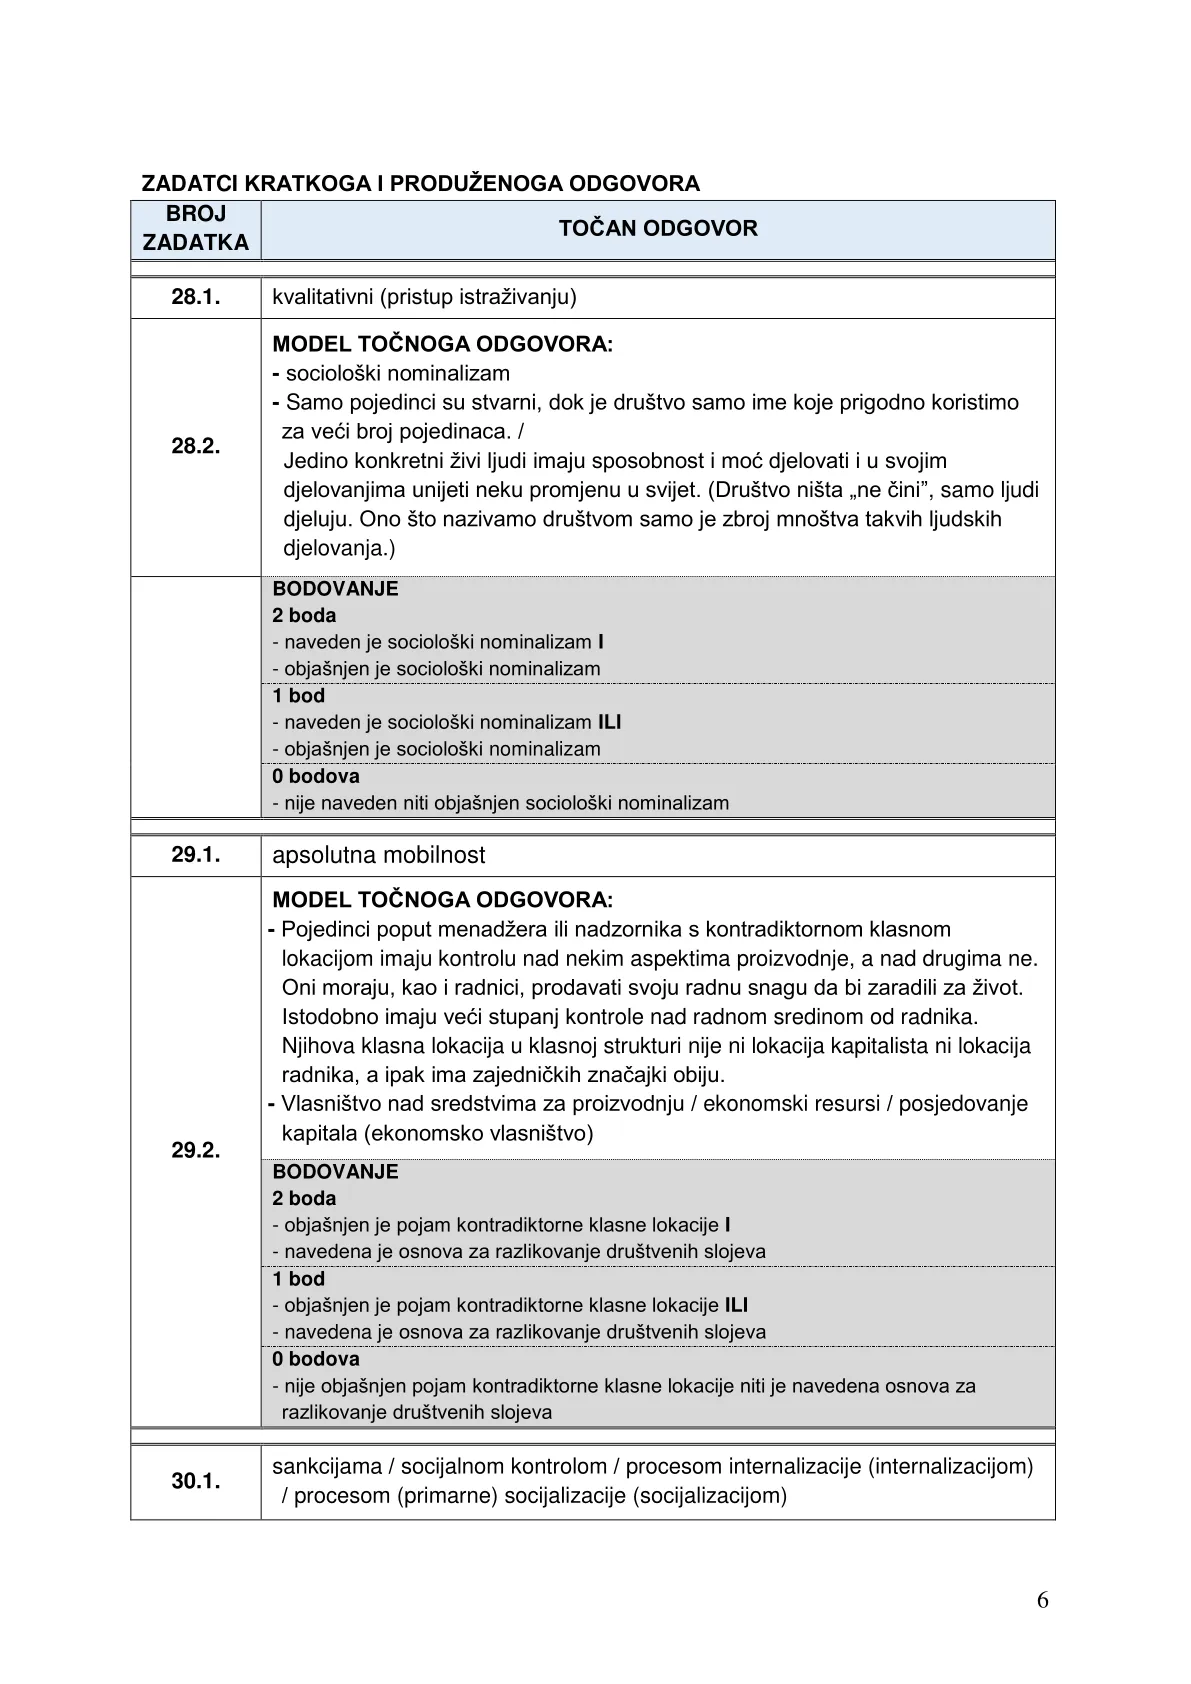 ZADATCI KRATKOGA I PRODUŽENOGA ODGOVORA
BROJ
ZADATKA
TOČAN ODGOVOR
28.1.
kvalitativni (pristup istraživanju)
28.2.
MODEL TOČNOGA ODGOVORA:
- sociološki nominalizam
- Samo pojedinci su stvarni, dok je društvo samo ime koje prigodno koristimo
za veći broj pojedinaca. /
Jedino konkretni živi ljudi imaju sposobnost i moć djelovati i u svojim
djelovanjima unijeti neku promjenu u svijet. (Društvo ništa „ne čini”, samo ljudi
djeluju. Ono što nazivamo društvom samo je zbroj mnoštva takvih ljudskih
djelovanja.)
BODOVANJE
2 boda
- naveden je sociološki nominalizam I
- objašnjen je sociološki nominalizam
1 bod
- naveden je sociološki nominalizam ILI
- objašnjen je sociološki nominalizam
0 bodova
- nije naveden niti objašnjen sociološki nominalizam
29.1.
apsolutna mobilnost
29.2.
MODEL TOČNOGA ODGOVORA:
- Pojedinci poput menadžera ili nadzornika s kontradiktornom klasnom
lokacijom imaju kontrolu nad nekim aspektima proizvodnje, a nad drugima ne.
Oni moraju, kao i radnici, prodavati svoju radnu snagu da bi zaradili za život.
Istodobno imaju veći stupanj kontrole nad radnom sredinom od radnika.
Njihova klasna lokacija u klasnoj strukturi nije ni lokacija kapitalista ni lokacija
radnika, a ipak ima zajedničkih značajki obiju.
- Vlasništvo nad sredstvima za proizvodnju / ekonomski resursi / posjedovanje
kapitala (ekonomsko vlasništvo)
BODOVANJE
2 boda
- objašnjen je pojam kontradiktorne klasne lokacije I
- navedena je osnova za razlikovanje društvenih slojeva
1 bod
- objašnjen je pojam kontradiktorne klasne lokacije ILI
- navedena je osnova za razlikovanje društvenih slojeva
0 bodova
- nije objašnjen pojam kontradiktorne klasne lokacije niti je navedena osnova za
razlikovanje društvenih slojeva
30.1.
sankcijama / socijalnom kontrolom / procesom internalizacije (internalizacijom)
/ procesom (primarne) socijalizacije (socijalizacijom)
6